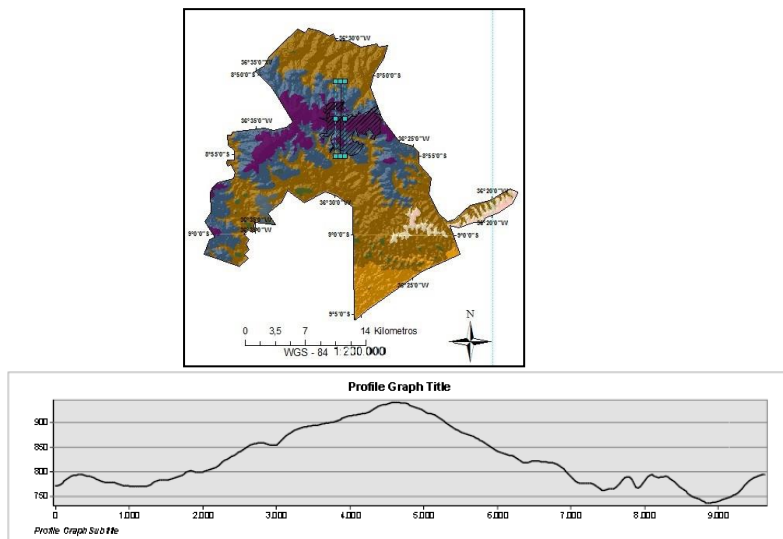 36°30'0"W
36°35'0"W
8°50'0"S
8°50'0"S
36°35'0"W
36°25'0"W
8°55'0"S
8°55'0"S
36°20'0"W
36°30'0"W
36°20'0"W
9°0'0"S
9°0'0"S
9°0'0"S
36°25'0"W
9°5'0"S
0 3,5 7 14 Kilometros
WGS - 84 1:200.000
N
Profile Graph Title
900
850
800
750
0 1.000 2.000 3.000 4.000 5.000 6.000 7.000 8.000 9.000
Profile Graph Subtitle